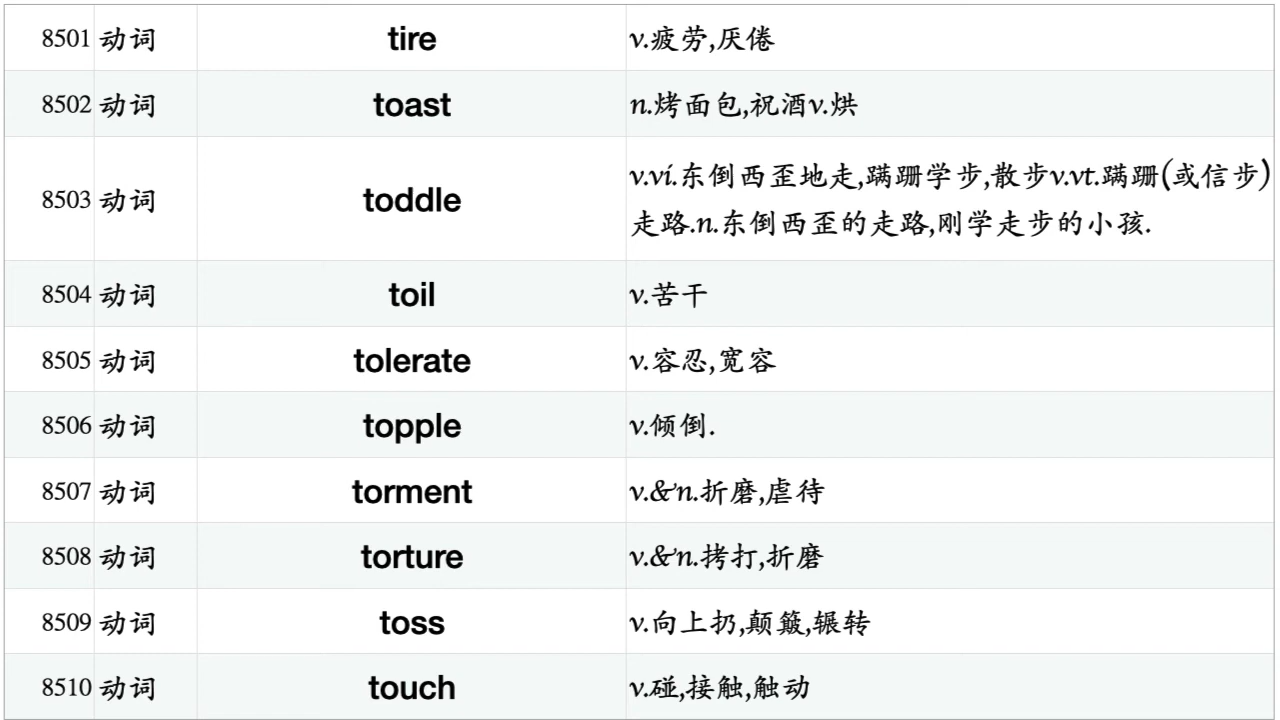 8501 动词 tire v.疲劳,厌倦
8502 动词 toast n.烤面包,祝酒v.烘
8503 动词 toddle v.vi.东倒西歪地走,蹒珊学步,散步v.vt.蹒珊(或信步)
走路.n.东倒西歪的走路,刚学走步的小孩.
8504 动词 toil v.苦干
8505 动词 tolerate v.容忍,宽容
8506 动词 topple v.倾倒.
8507 动词 torment v.&n.折磨,虐待
8508 动词 torture v.&n.拷打,折磨
8509 动词 toss v.向上扔,颠簸,辗转
8510 动词 touch v.碰,接触,触动